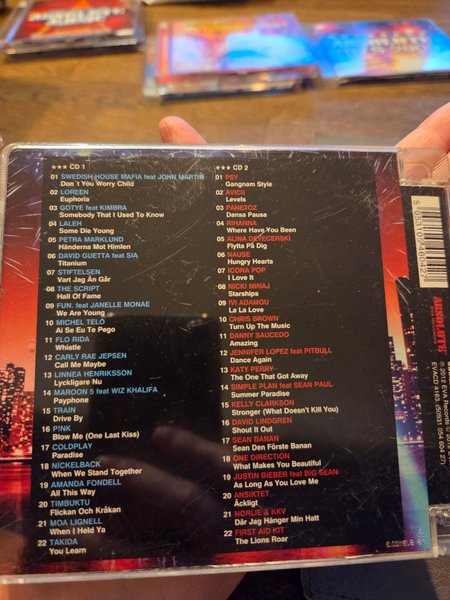 ★★★ CD 1
01 SWEDISH HOUSE MAFIA feat JOHN MARTIN
Don´t You Worry Child
02 LOREEN
Euphoria
03 GOTYE feat KIMBRA
Somebody That I Used To Know
04 LALEH
Some Die Young
05 PETRA MARKLUND
Händerna Mot Himlen
06 DAVID GUETTA feat SIA
Titanium
07 STIFTELSEN
Vart Jag Än Går
08 THE SCRIPT
Hall Of Fame
09 FUN. feat JANELLE MONAE
We Are Young
10 MICHEL TELÓ
Ai Se Eu Te Pego
11 FLO RIDA
Whistle
12 CARLY RAE JEPSEN
Call Me Maybe
13 LINNEA HENRIKSSON
Lyckligare Nu
14 MAROON 5 feat WIZ KHALIFA
Payphone
15 TRAIN
Drive By
16 P!NK
Blow Me (One Last Kiss)
17 COLDPLAY
Paradise
18 NICKELBACK
When We Stand Together
19 AMANDA FONDELL
All This Way
20 TIMBUKTU
Flickan Och Kråkan
21 MOA LIGNELL
When I Held Ya
22 TAKIDA
You Learn
★★★ CD 2
01 PSY
Gangnam Style
02 AVICII
Levels
03 PANETOZ
Dansa Pausa
04 RIHANNA
Where Have You Been
05 ALINA DEVECERSKI
Flytta På Dig
06 NAUSE
Hungry Hearts
07 ICONA POP
I Love It
08 NICKI MINAJ
Starships
09 IVI ADAMOU
La La Love
10 CHRIS BROWN
Turn Up The Music
11 DANNY SAUCEDO
Amazing
12 JENNIFER LOPEZ feat PITBULL
Dance Again
13 KATY PERRY
The One That Got Away
14 SIMPLE PLAN feat SEAN PAUL
Summer Paradise
15 KELLY CLARKSON
Stronger (What Doesn't Kill You)
16 DAVID LINDGREN
Shout It Out
17 SEAN BANAN
Sean Den Förste Banan
18 ONE DIRECTION
What Makes You Beautiful
19 JUSTIN BIEBER feat BIG SEAN
As Long As You Love Me
20 ANSIKTET
Äckligt
21 NORLIE & KKV
Där Jag Hänger Min Hatt
22 FIRST AID KIT
The Lions Roar
ABSOLUTE